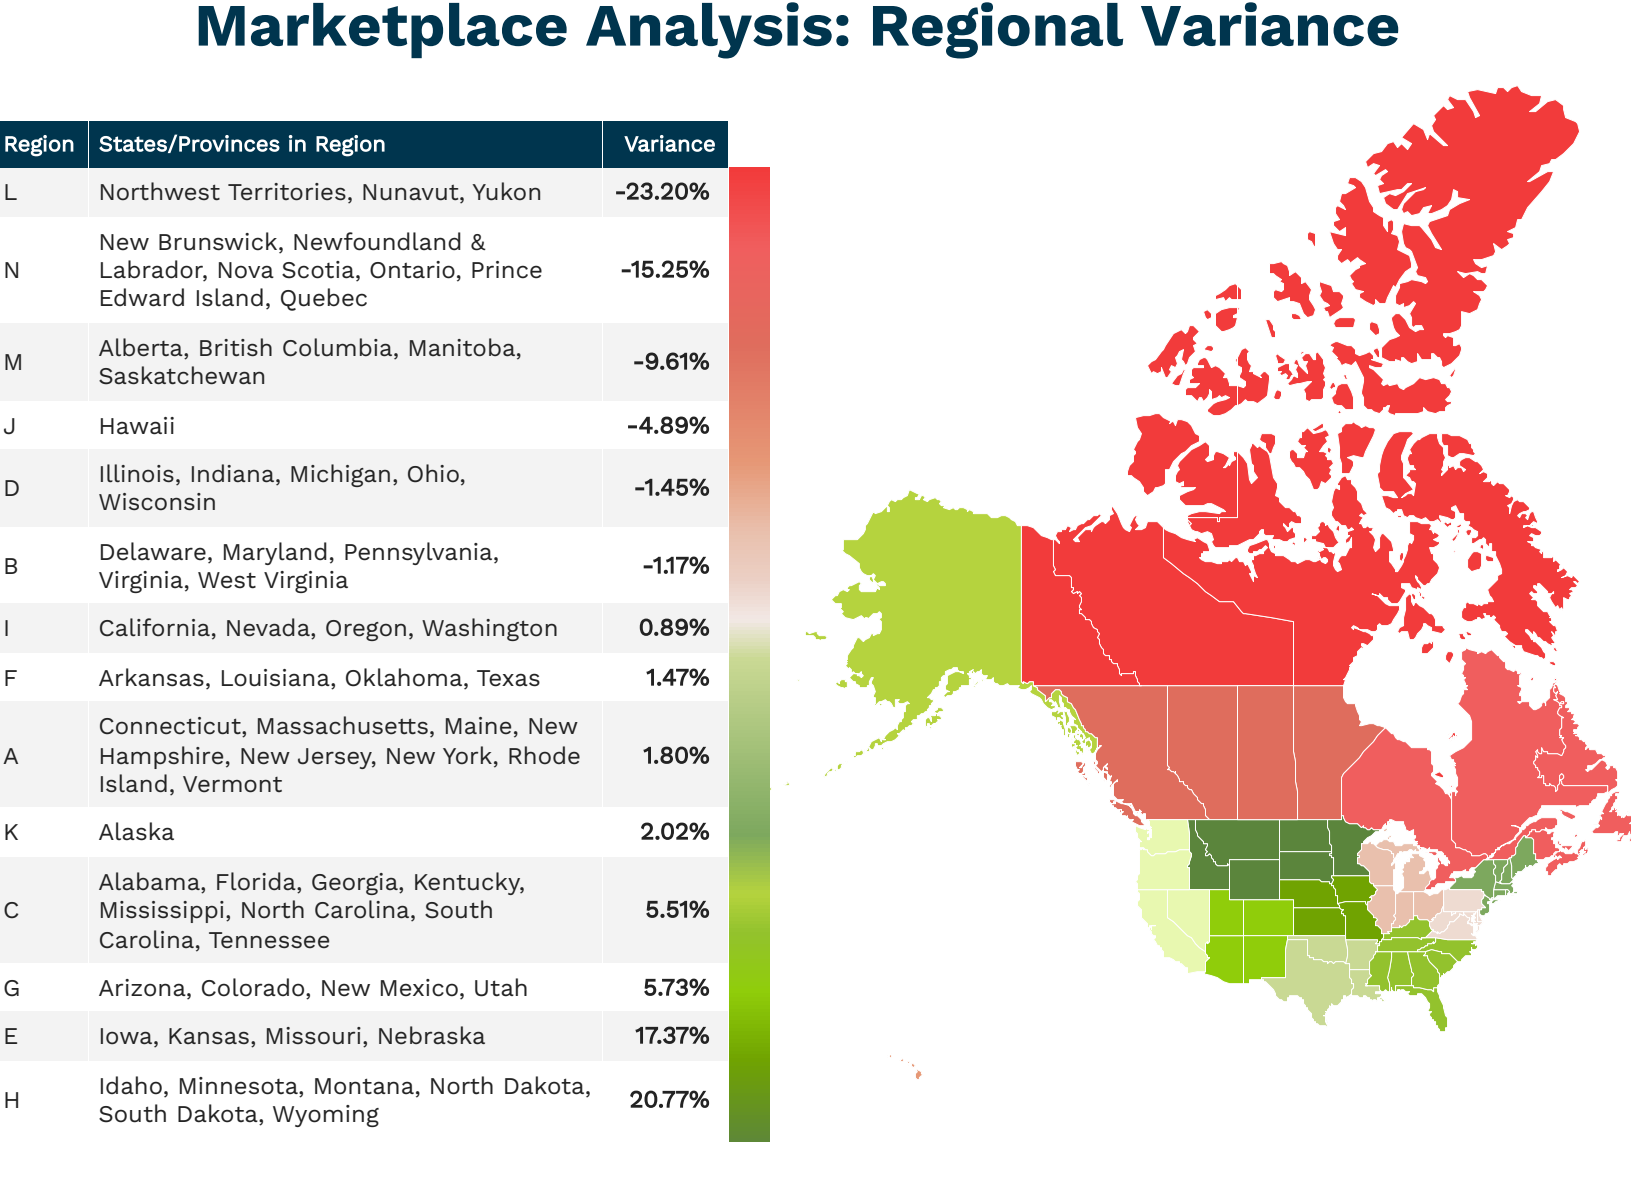 Marketplace Analysis: Regional Variance
Region States/Provinces in Region Variance
L Northwest Territories, Nunavut, Yukon -23.20%
New Brunswick, Newfoundland &
N Labrador, Nova Scotia, Ontario, Prince -15.25%
Edward Island, Quebec
M Alberta, British Columbia, Manitoba, -9.61%
Saskatchewan
J Hawaii -4.89%
D Illinois, Indiana, Michigan, Ohio, -1.45%
Wisconsin
B Delaware, Maryland, Pennsylvania, -1.17%
Virginia, West Virginia
I California, Nevada, Oregon, Washington 0.89%
F Arkansas, Louisiana, Oklahoma, Texas 1.47%
Connecticut, Massachusetts, Maine, New
A Hampshire, New Jersey, New York, Rhode 1.80%
Island, Vermont
K Alaska 2.02%
Alabama, Florida, Georgia, Kentucky,
C Mississippi, North Carolina, South 5.51%
Carolina, Tennessee
G Arizona, Colorado, New Mexico, Utah 5.73%
E Iowa, Kansas, Missouri, Nebraska 17.37%
H Idaho, Minnesota, Montana, North Dakota, 20.77%
South Dakota, Wyoming